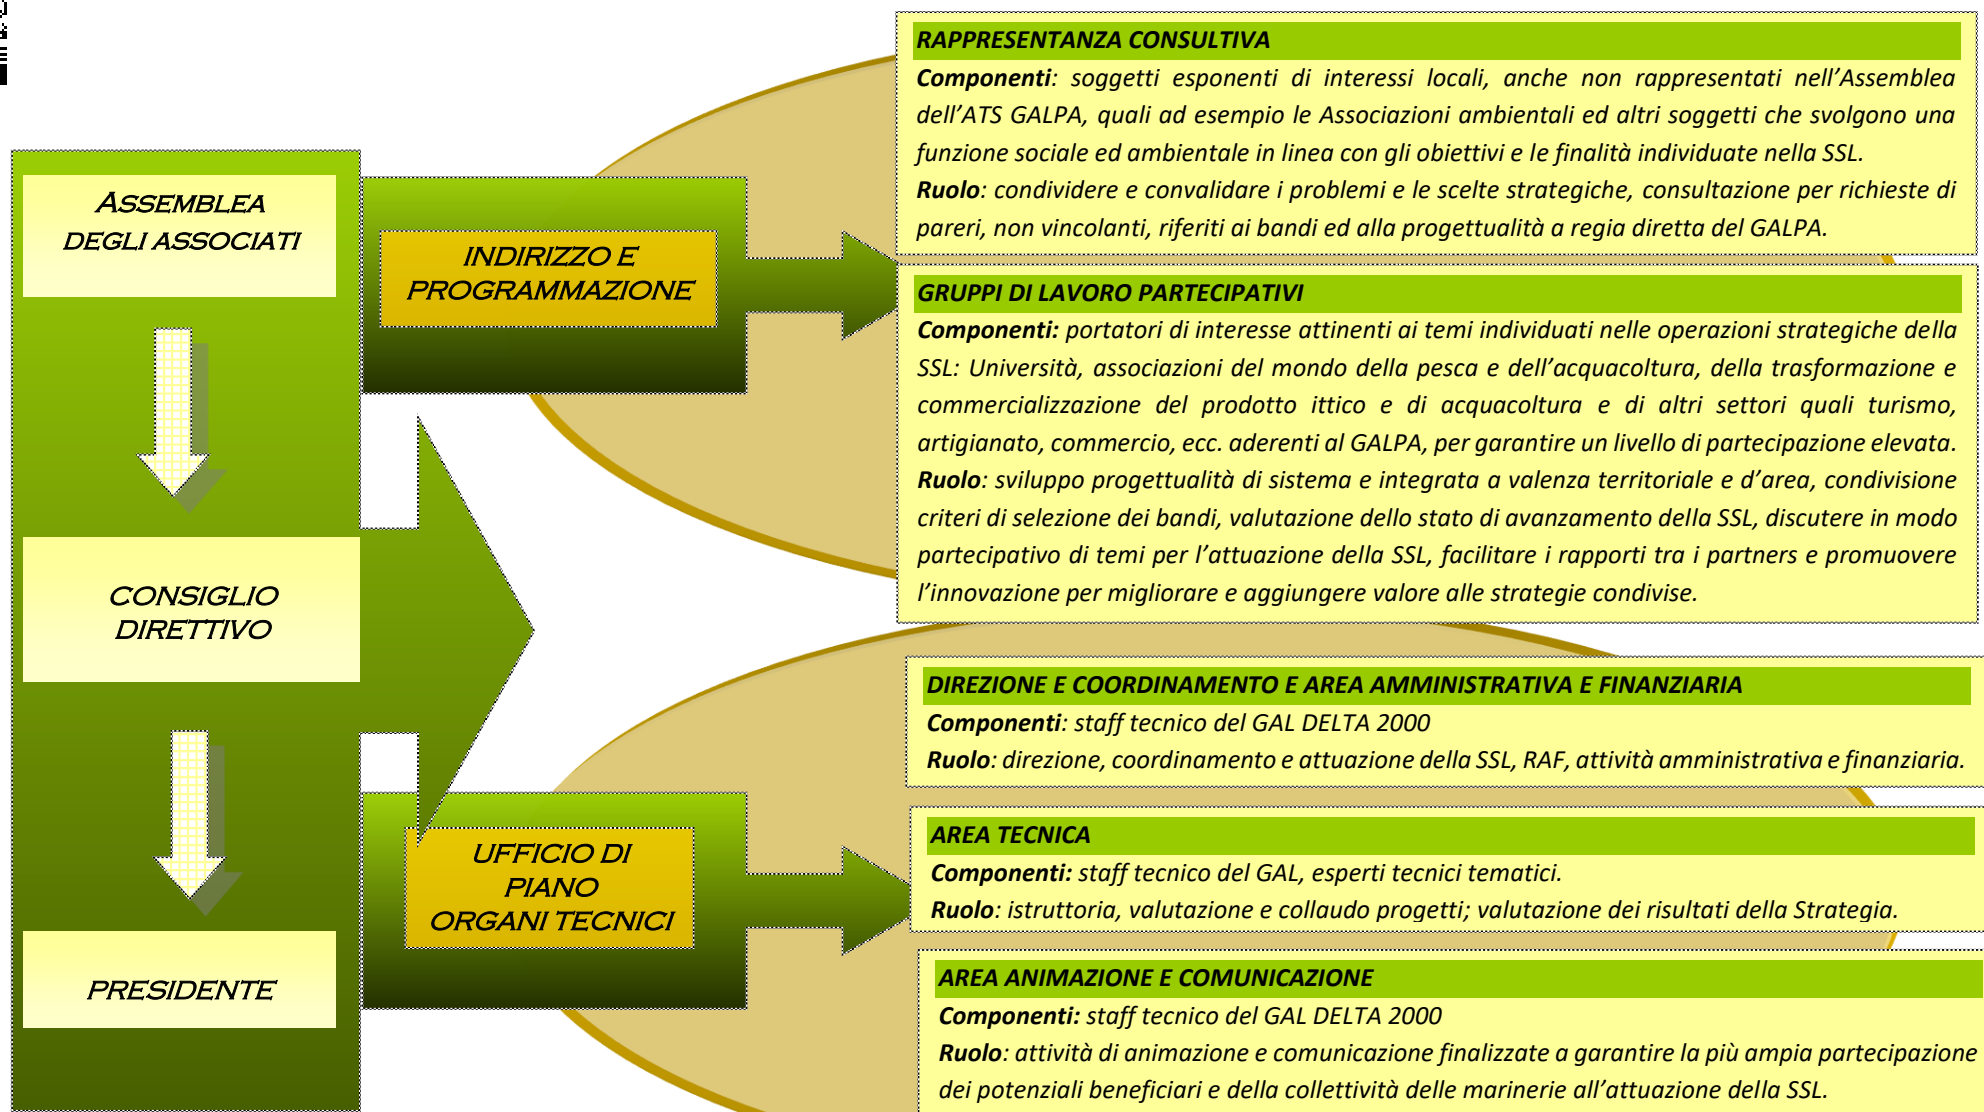 ASSEMBLEA
DEGLI ASSOCIATI
CONSIGLIO
DIRETTIVO
PRESIDENTE
INDIRIZZO E
PROGRAMMAZIONE
UFFICIO DI
PIANO
ORGANI TECNICI
RAPPRESENTANZA CONSULTIVA
Componenti: soggetti esponenti di interessi locali, anche non rappresentati nell'Assemblea
dell'ATS GALPA, quali ad esempio le Associazioni ambientali ed altri soggetti che svolgono una
funzione sociale ed ambientale in linea con gli obiettivi e le finalità individuate nella SSL.
Ruolo: condividere e convalidare i problemi e le scelte strategiche, consultazione per richieste di
pareri, non vincolanti, riferiti ai bandi ed alla progettualità a regia diretta del GALPA.
GRUPPI DI LAVORO PARTECIPATIVI
Componenti: portatori di interesse attinenti ai temi individuati nelle operazioni strategiche della
SSL: Università, associazioni del mondo della pesca e dell'acquacoltura, della trasformazione e
commercializzazione del prodotto ittico e di acquacoltura e di altri settori quali turismo,
artigianato, commercio, ecc. aderenti al GALPA, per garantire un livello di partecipazione elevata.
Ruolo: sviluppo progettualità di sistema e integrata a valenza territoriale e d'area, condivisione
criteri di selezione dei bandi, valutazione dello stato di avanzamento della SSL, discutere in modo
partecipativo di temi per l'attuazione della SSL, facilitare i rapporti tra i partners e promuovere
l'innovazione per migliorare e aggiungere valore alle strategie condivise.
DIREZIONE E COORDINAMENTO E AREA AMMINISTRATIVA E FINANZIARIA
Componenti: staff tecnico del GAL DELTA 2000
Ruolo: direzione, coordinamento e attuazione della SSL, RAF, attività amministrativa e finanziaria.
AREA TECNICA
Componenti: staff tecnico del GAL, esperti tecnici tematici.
Ruolo: istruttoria, valutazione e collaudo progetti; valutazione dei risultati della Strategia.
AREA ANIMAZIONE E COMUNICAZIONE
Componenti: staff tecnico del GAL DELTA 2000
Ruolo: attività di animazione e comunicazione finalizzate a garantire la più ampia partecipazione
dei potenziali beneficiari e della collettività delle marinerie all'attuazione della SSL.